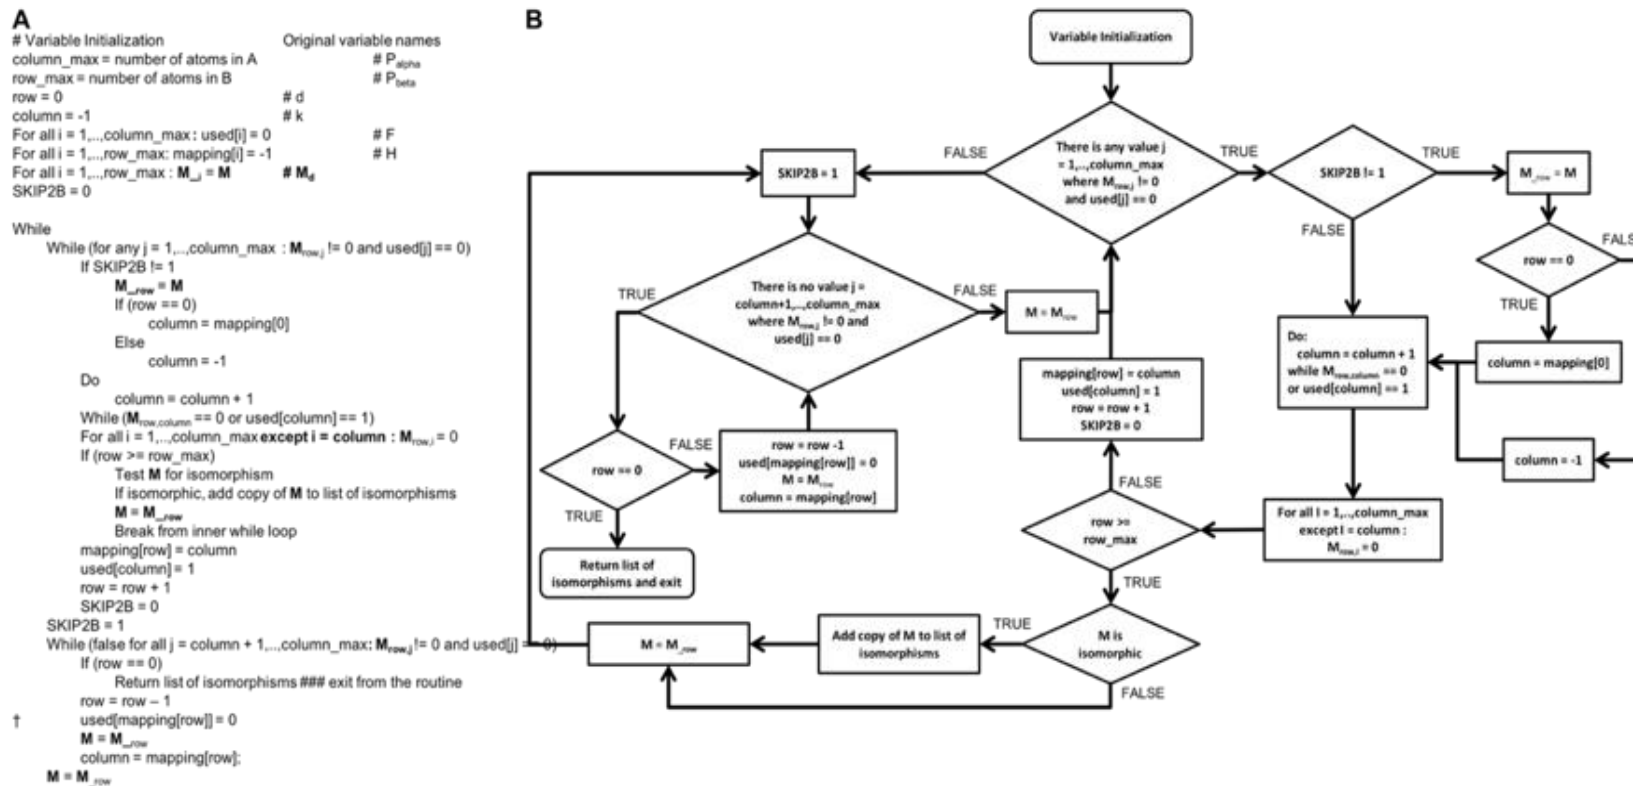 A
# Variable Initialization Original variable names
column_max = number of atoms in A # Palpha
row_max = number of atoms in B # Pbeta
row = 0 # d
column = -1 # k
For all i = 1,..,column_max : used[i] = 0 # F
For all i = 1,..,row_max: mapping[i] = -1 # H
For all i = 1,..,row_max : M_i = M # Md
SKIP2B = 0
While
While (for any j = 1,..,column_max : Mrow,j != 0 and used[j] == 0)
If SKIP2B != 1
M_row = M
If (row == 0)
column = mapping[0]
Else
column = -1
Do
column = column + 1
While (Mrow,column == 0 or used[column] == 1)
For all i = 1,..,column_max except i = column : Mrow,i = 0
If (row >= row_max)
Test M for isomorphism
If isomorphic, add copy of M to list of isomorphisms
M = M_row
Break from inner while loop
mapping[row] = column
used[column] = 1
row = row + 1
SKIP2B = 0
SKIP2B = 1
While (false for all j = column + 1,..,column_max: Mrow,j != 0 and used[j] == 0)
If (row == 0)
Return list of isomorphisms ### exit from the routine
row = row – 1
† used[mapping[row]] = 0
M = M_row
column = mapping[row];
M = M_row
B
Variable Initialization
There is any value j
= 1,..,column_max
where Mrow,j != 0
and used[j] == 0
FALSE
TRUE
SKIP2B = 1
SKIP2B != 1
TRUE
FALSE
M_row = M
row == 0
FALS
TRUE
There is no value j =
column+1,..,column_max
where Mrow,j != 0 and
used[j] == 0
TRUE
FALSE
M = Mrow
Do:
column = column + 1
while Mrow,column == 0
or used[column] == 1
column = mapping[0]
column = -1
mapping[row] = column
used[column] = 1
row = row + 1
SKIP2B = 0
row == 0
FALSE
TRUE
row = row -1
used[mapping[row]] = 0
M = Mrow
column = mapping[row]
Return list of
isomorphisms and exit
FALSE
row >=
row_max
TRUE
For all I = 1,..,column_max
except I = column :
Mrow,I = 0
M is
isomorphic
TRUE
FALSE
Add copy of M to list of
isomorphisms
M = M_row